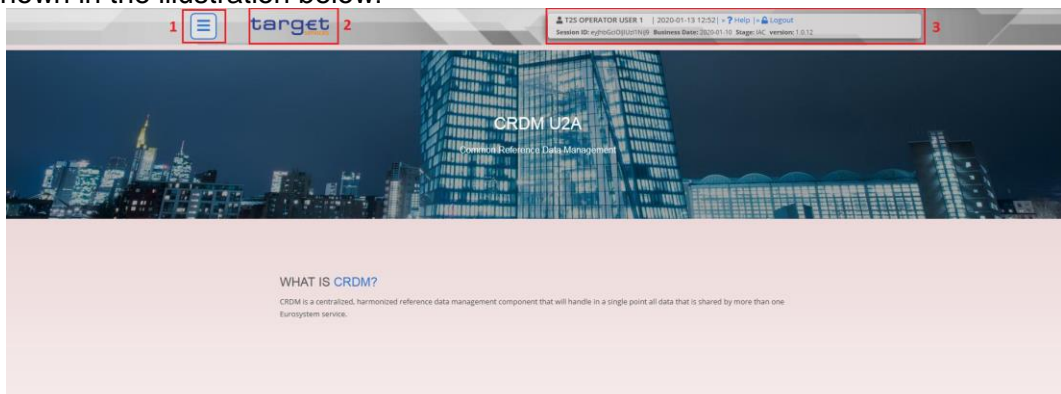 nown in the illustration below.
1
target
2
T2S OPERATOR USER 1 | 2020-01-13 12:52| » ? Help |» Logout
Session ID: Business Date: 2020-01-10 Stage: IAC version: 1.0.12
3
CRDM U2A
Common Reference Data Management
WHAT IS CRDM?
CRDM is a centralized, harmonized reference data management component that will handle in a single point all data that is shared by more than one
Eurosystem service.